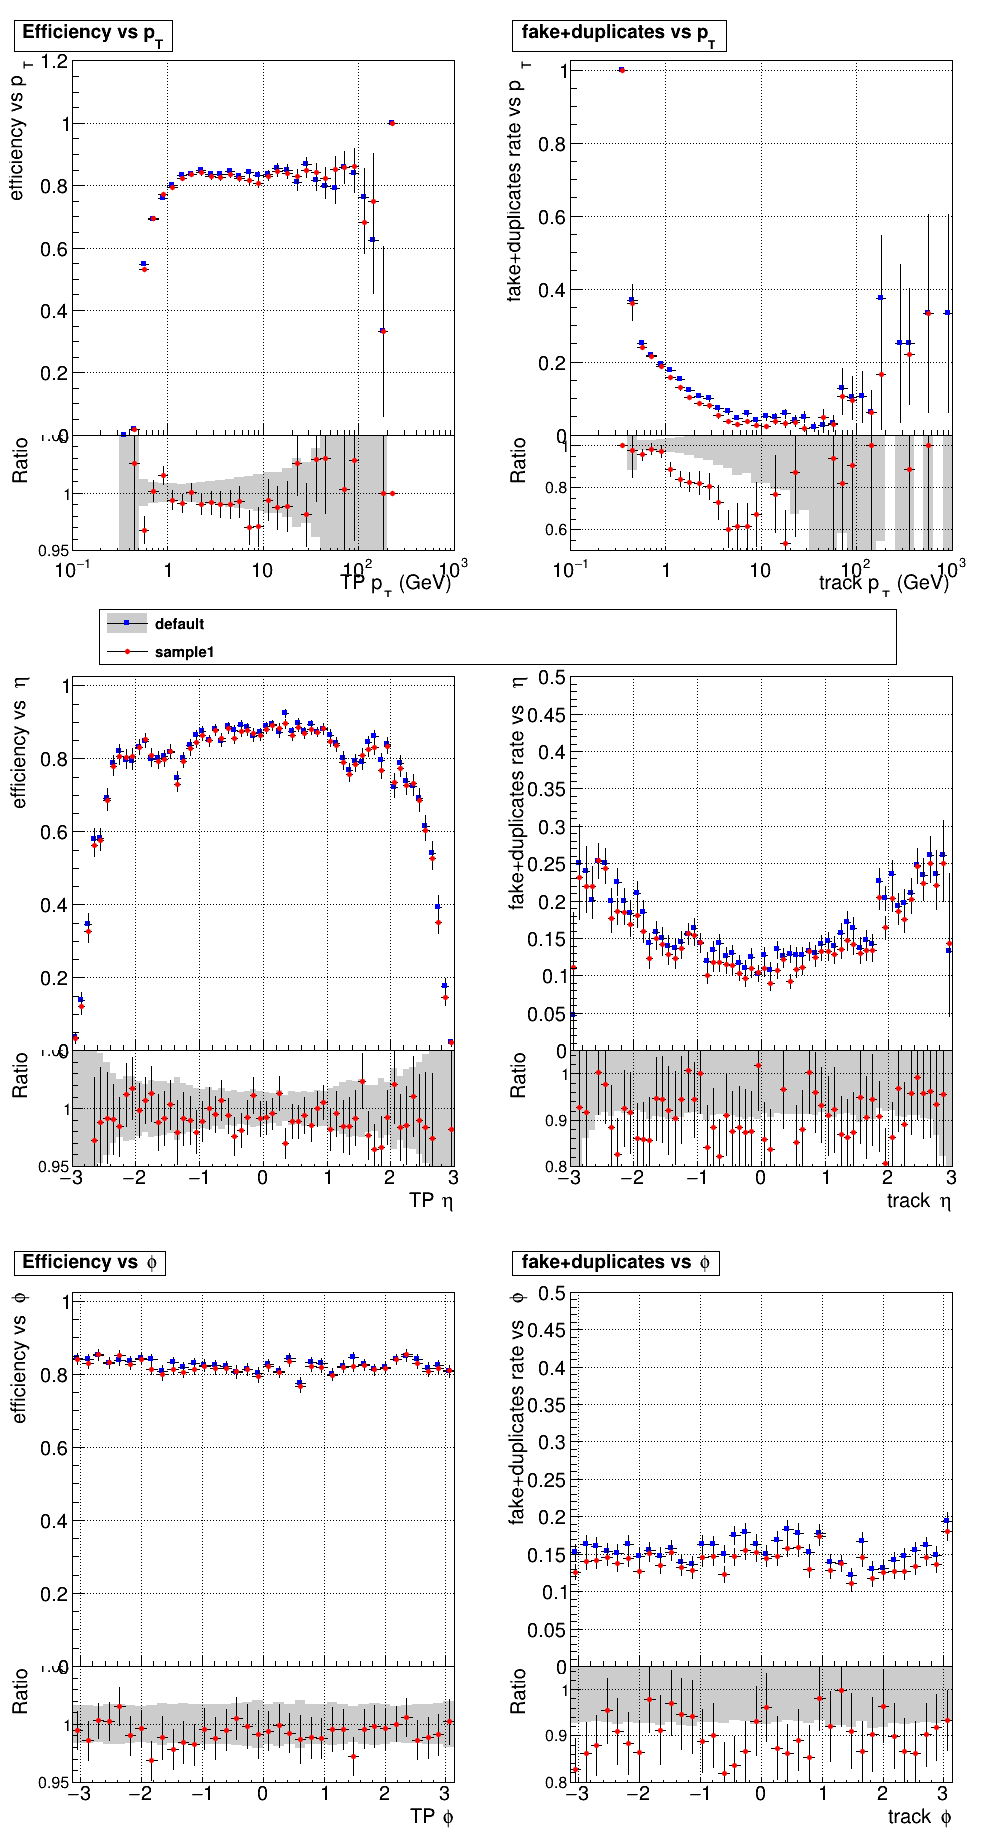 Efficiency vs p_T
fake+duplicates vs p_T
efficiency vs p_T
1.2
1
0.8
0.6
0.4
0.2
0
Ratio
1
0.95
10⁻¹ 1 10 10² 10³
TP p_T (GeV)
fake+duplicates rate vs p_T
1
0.8
0.6
0.4
0.2
0
Ratio
1
0.8
0.6
10⁻¹ 1 10 10² 10³
track p_T (GeV)
default
sample1
efficiency vs η
1
0.8
0.6
0.4
0.2
0
Ratio
1
0.95
−3 −2 −1 0 1 2 3
TP η
fake+duplicates rate vs η
0.5
0.45
0.4
0.35
0.3
0.25
0.2
0.15
0.1
0.05
0
Ratio
1
0.9
0.8
−3 −2 −1 0 1 2 3
track η
Efficiency vs ϕ
fake+duplicates vs ϕ
efficiency vs ϕ
1
0.8
0.6
0.4
0.2
0
Ratio
1
0.95
−3 −2 −1 0 1 2 3
TP ϕ
fake+duplicates rate vs ϕ
0.5
0.45
0.4
0.35
0.3
0.25
0.2
0.15
0.1
0.05
0
Ratio
1
0.9
0.8
−3 −2 −1 0 1 2 3
track ϕ